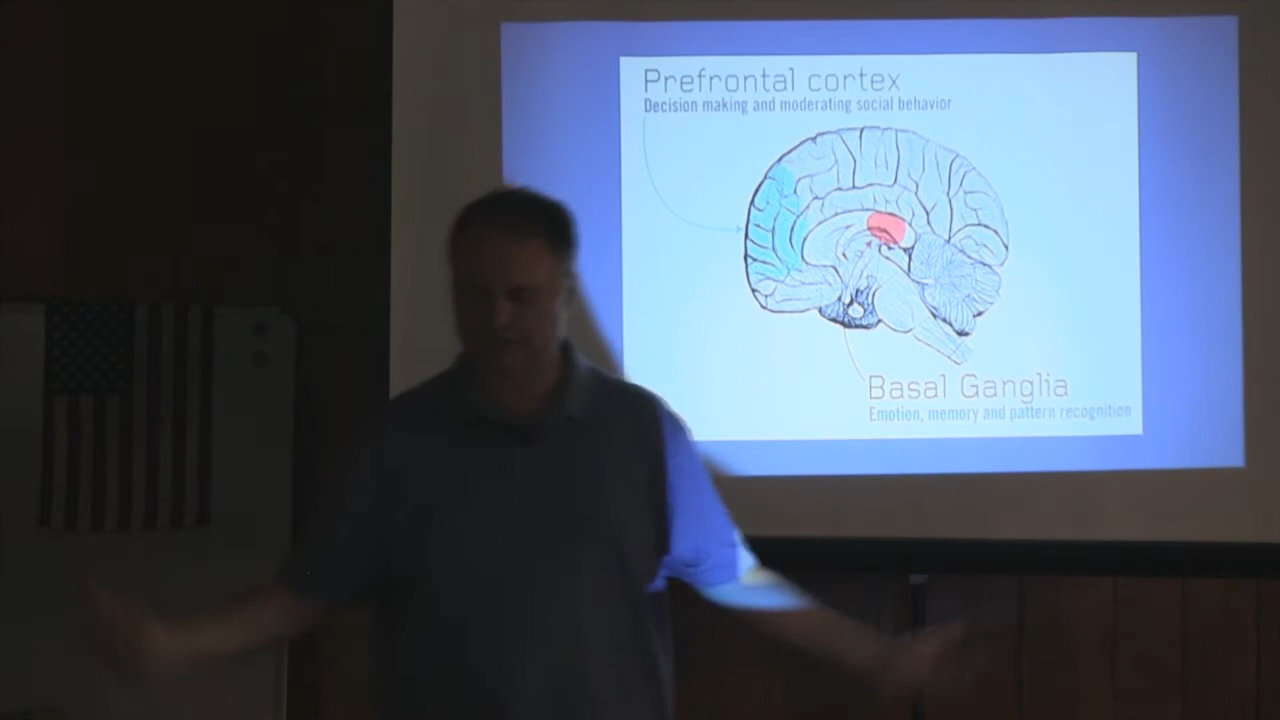 Prefrontal cortex
Decision making and moderating social behavior
Basal Ganglia
Emotion, memory and pattern recognition